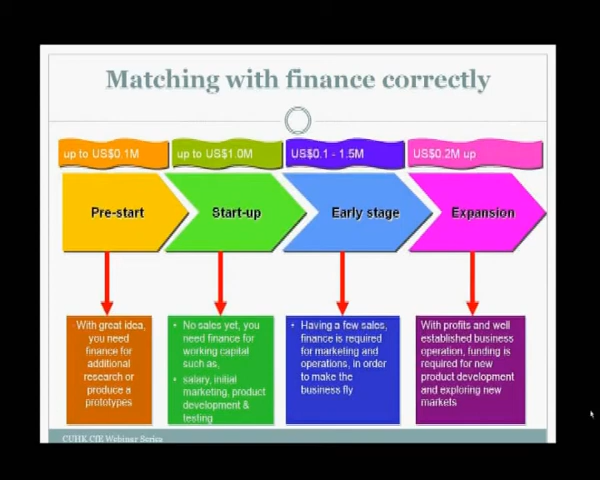 Matching with finance correctly
up to US$0.1M
up to US$1.0M
US$0.1 - 1.5M
US$0.2M up
Pre-start
Start-up
Early stage
Expansion
With great idea,
you need
finance for
additional
research or
produce a
prototypes
• No sales yet, you
need finance for
working capital
such as,
• salary, initial
marketing, product
development &
testing
• Having a few sales,
finance is required
for marketing and
operations, in order
to make the
business fly
With profits and well
established business
operation, funding is
required for new
product development
and exploring new
markets
CUHK CIE Webinar Series